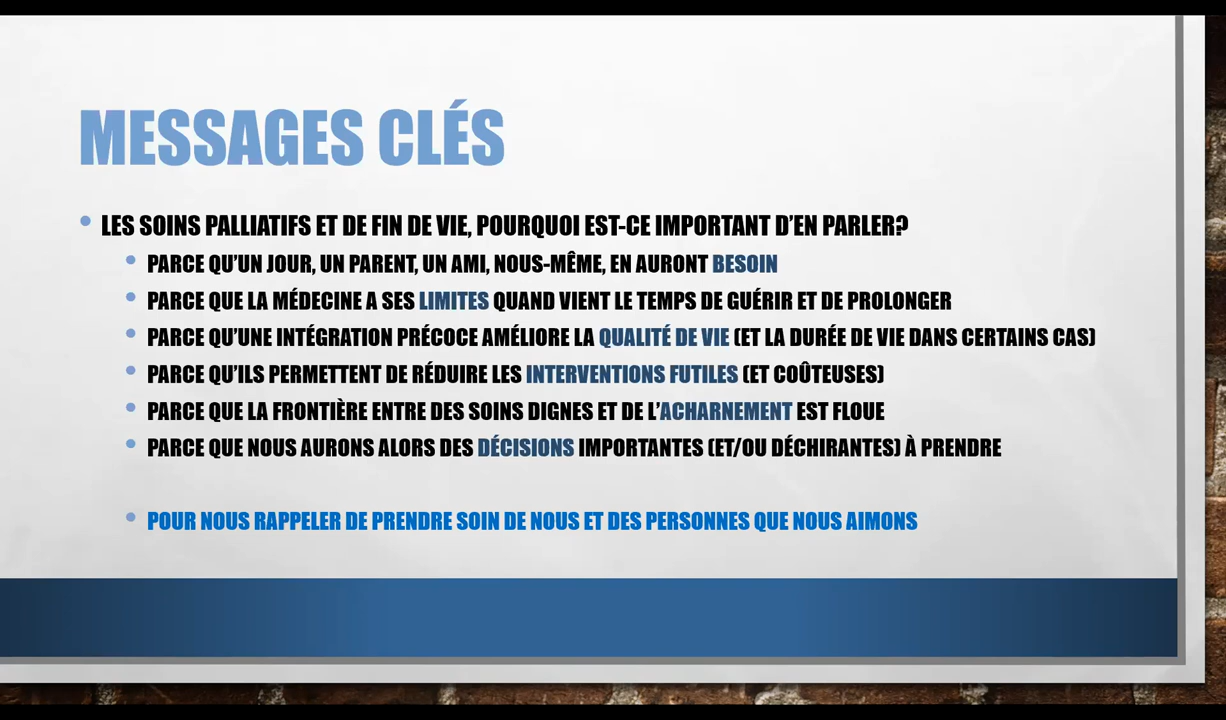 MESSAGES CLÉS
LES SOINS PALLIATIFS ET DE FIN DE VIE, POURQUOI EST-CE IMPORTANT D’EN PARLER?
PARCE QU’UN JOUR, UN PARENT, UN AMI, NOUS-MÊME, EN AURONT BESOIN
PARCE QUE LA MÉDECINE A SES LIMITES QUAND VIENT LE TEMPS DE GUÉRIR ET DE PROLONGER
PARCE QU’UNE INTÉGRATION PRÉCOCE AMÉLIORE LA QUALITÉ DE VIE (ET LA DURÉE DE VIE DANS CERTAINS CAS)
PARCE QU’ILS PERMETTENT DE RÉDUIRE LES INTERVENTIONS FUTILES (ET COÛTEUSES)
PARCE QUE LA FRONTIÈRE ENTRE DES SOINS DIGNES ET DE L’ACHARNEMENT EST FLOUE
PARCE QUE NOUS AURONS ALORS DES DÉCISIONS IMPORTANTES (ET/OU DÉCHIRANTES) À PRENDRE
POUR NOUS RAPPELER DE PRENDRE SOIN DE NOUS ET DES PERSONNES QUE NOUS AIMONS